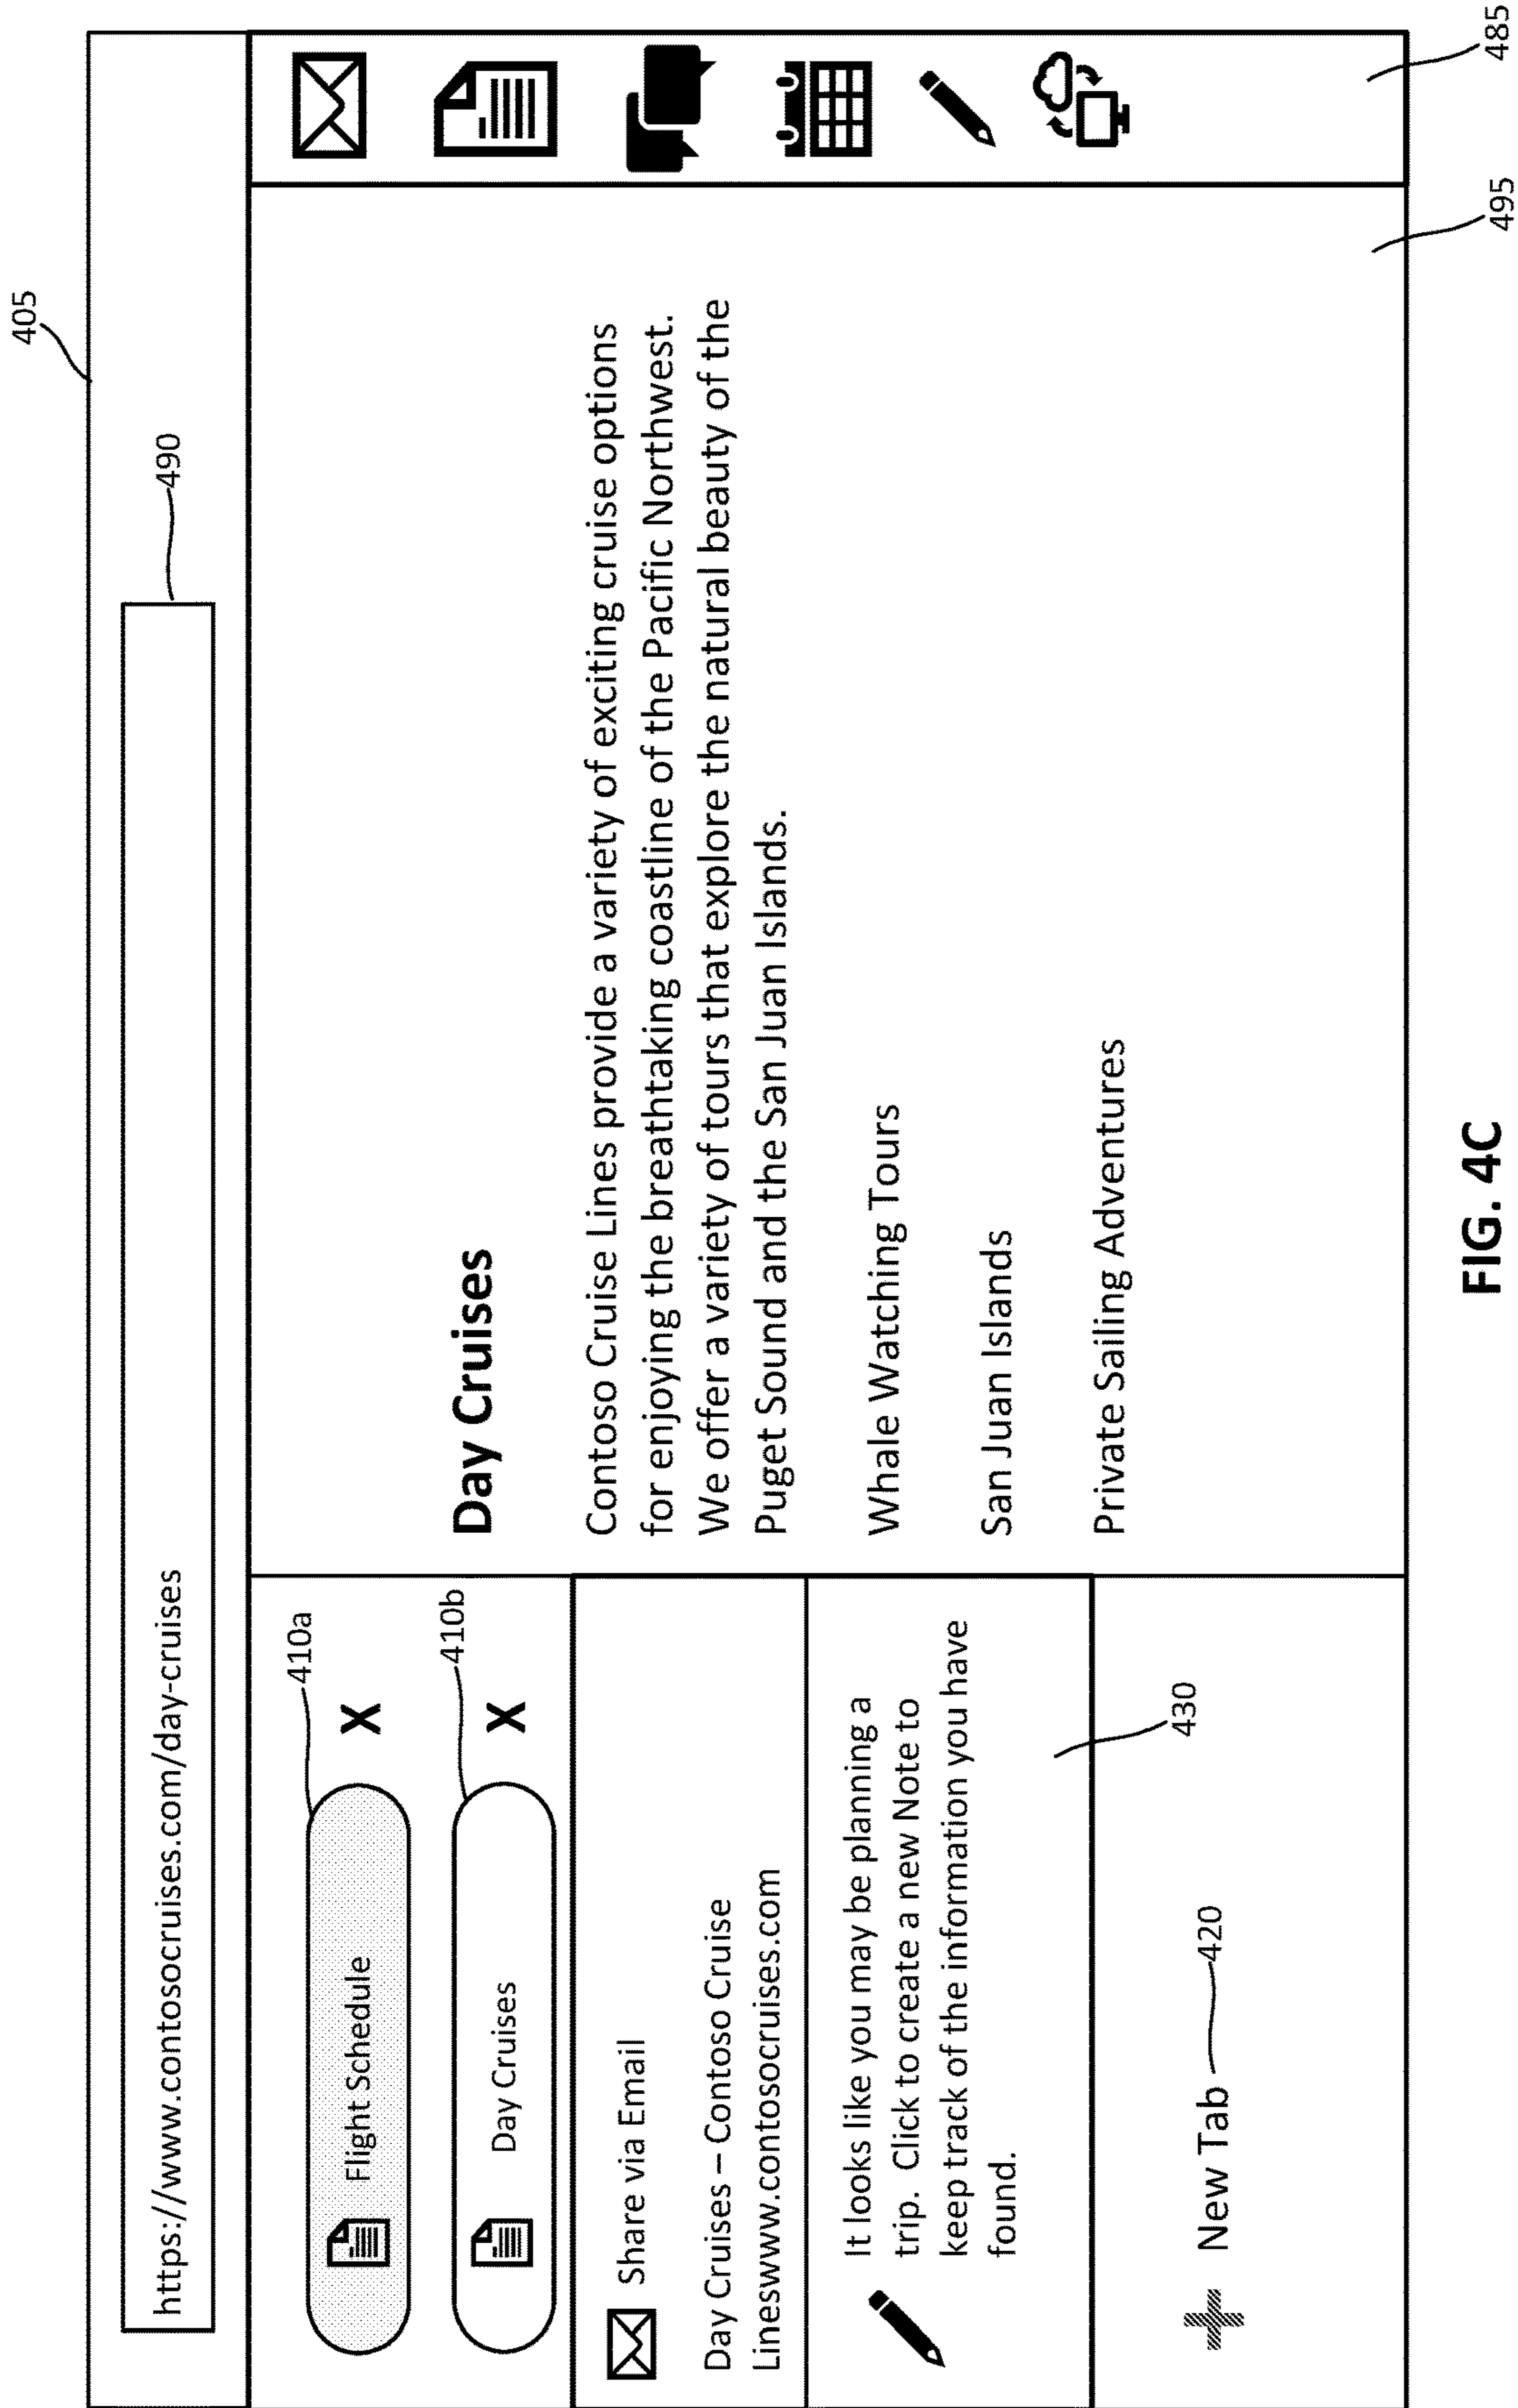 405
https://www.contosocruises.com/day-cruises
490
410a
Flight Schedule
X
410b
Day Cruises
X
Share via Email
Day Cruises – Contoso Cruise
Lineswww.contosocruises.com
It looks like you may be planning a
trip. Click to create a new Note to
keep track of the information you have
found.
430
New Tab
420
Day Cruises
Contoso Cruise Lines provide a variety of exciting cruise options
for enjoying the breathtaking coastline of the Pacific Northwest.
We offer a variety of tours that explore the natural beauty of the
Puget Sound and the San Juan Islands.
Whale Watching Tours
San Juan Islands
Private Sailing Adventures
495
485
FIG. 4C